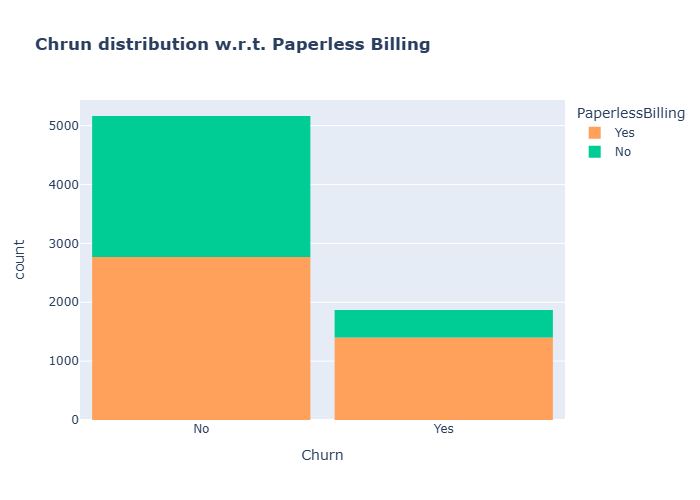 Chrun distribution w.r.t. Paperless Billing
PaperlessBilling
Yes
No
5000
4000
3000
2000
1000
0
count
No
Yes
Churn